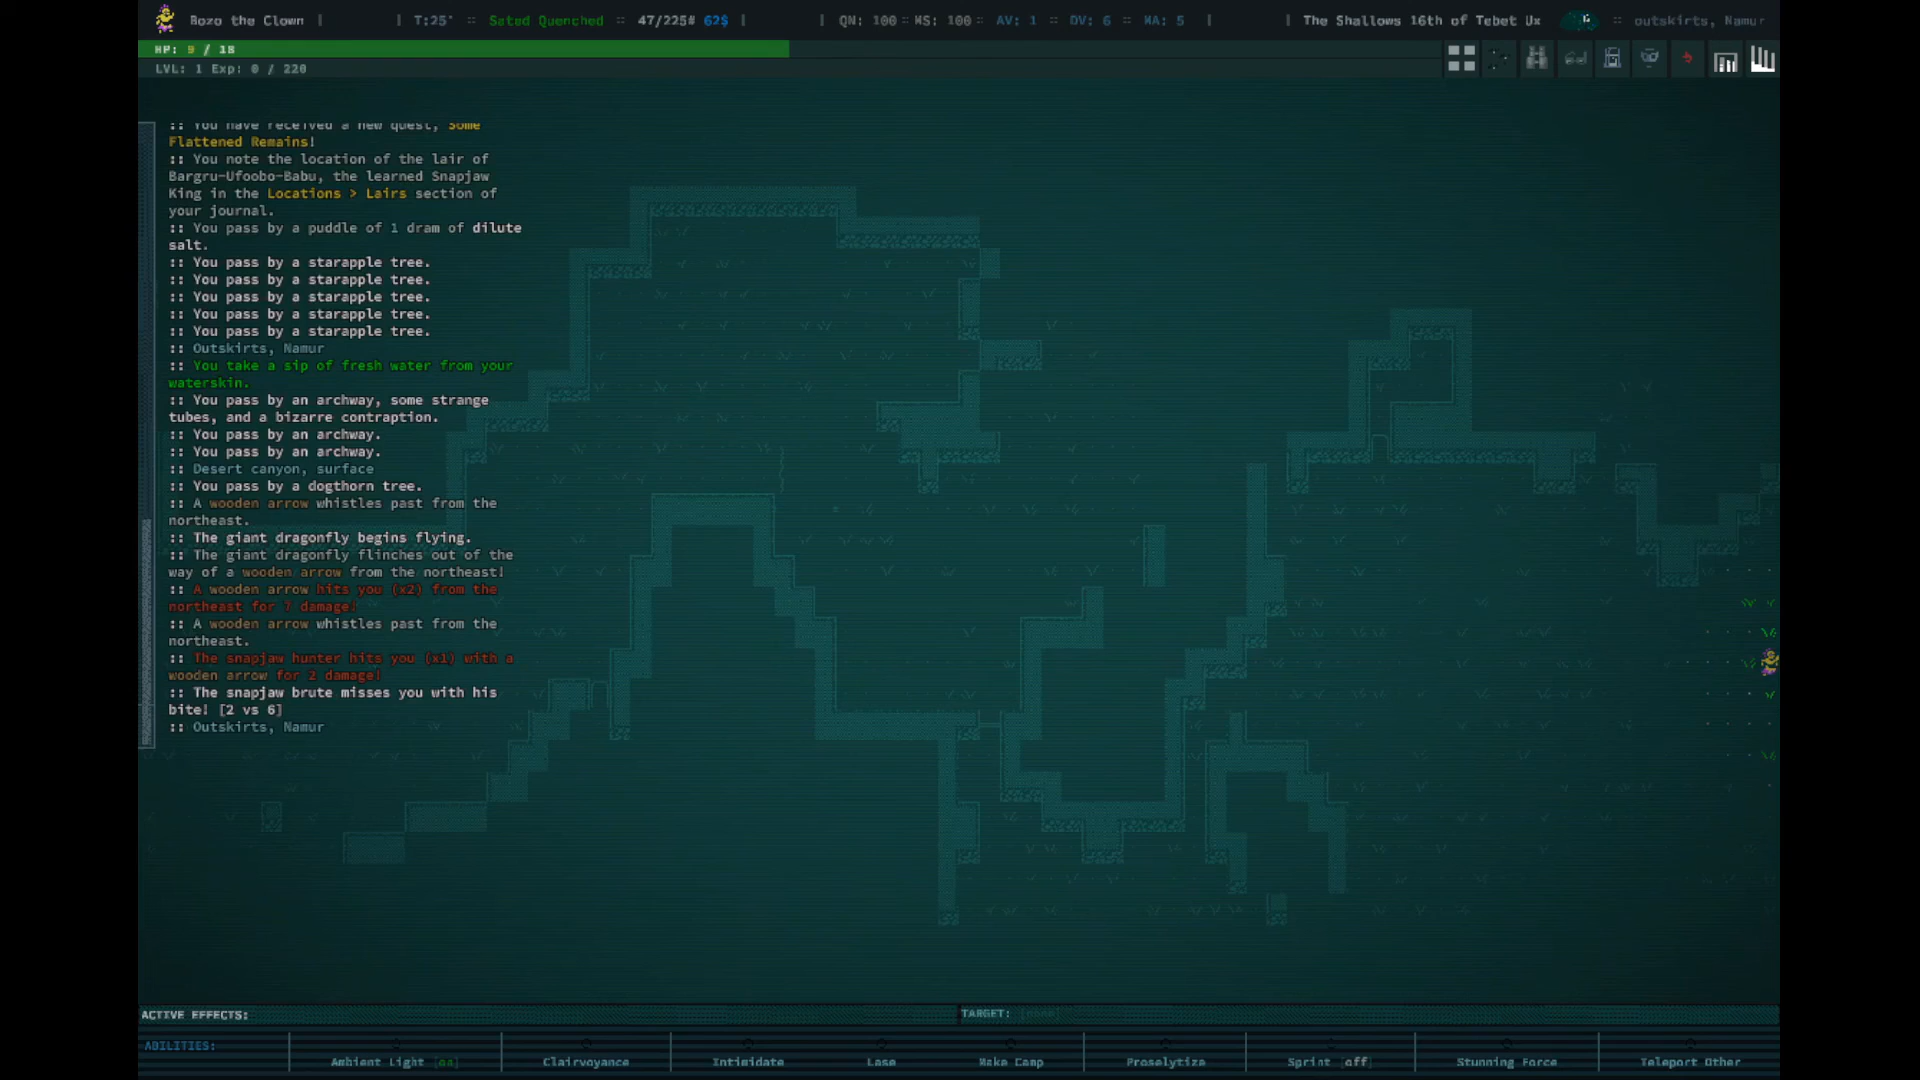 Bozo the Clown | | T:25° :: Sated Quenched :: 47/225# 62$ | | QN: 100 :: MS: 100 :: AV: 1 :: DV: 6 :: MA: 5 | | The Shallows 16th of Tebet Ux :: outskirts, Namur
HP: 9 / 18
LVL: 1 Exp: 0 / 220
:: You have received a new quest, Some
Flattened Remains!
:: You note the location of the lair of
Bargru-Ufoobo-Babu, the learned Snapjaw
King in the Locations > Lairs section of
your journal.
:: You pass by a puddle of 1 dram of dilute
salt.
:: You pass by a starapple tree.
:: You pass by a starapple tree.
:: You pass by a starapple tree.
:: You pass by a starapple tree.
:: You pass by a starapple tree.
:: Outskirts, Namur
:: You take a sip of fresh water from your
waterskin.
:: You pass by an archway, some strange
tubes, and a bizarre contraption.
:: You pass by an archway.
:: You pass by an archway.
:: Desert canyon, surface
:: You pass by a dogthorn tree.
:: A wooden arrow whistles past from the
northeast.
:: The giant dragonfly begins flying.
:: The giant dragonfly flinches out of the
way of a wooden arrow from the northeast!
:: A wooden arrow hits you (x2) from the
northeast for 7 damage!
:: A wooden arrow whistles past from the
northeast.
:: The snapjaw hunter hits you (x1) with a
wooden arrow for 2 damage!
:: The snapjaw brute misses you with his
bite! [2 vs 6]
:: Outskirts, Namur
ACTIVE EFFECTS: TARGET: [none]
ABILITIES: Ambient Light [on] Clairvoyance Intimidate Lase Make Camp Proselytize Sprint [off] Stunning Force Teleport Other